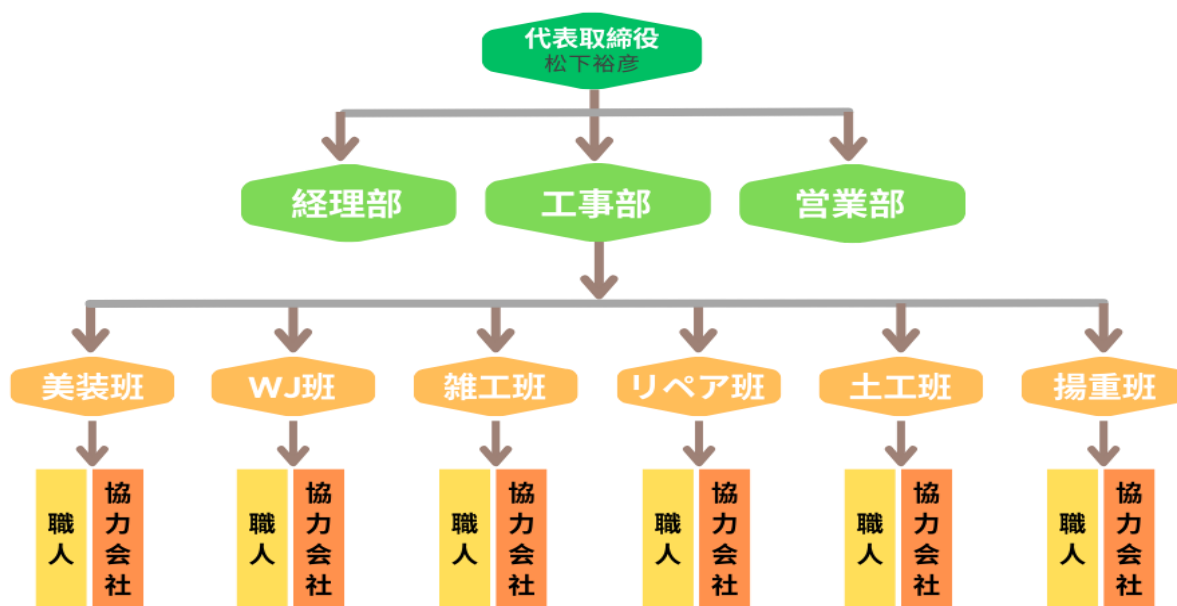 代表取締役
松下裕彦
経理部
工事部
営業部
美装班
WJ班
雑工班
リペア班
土工班
揚重班
職人
協力会社
職人
協力会社
職人
協力会社
職人
協力会社
職人
協力会社
職人
協力会社